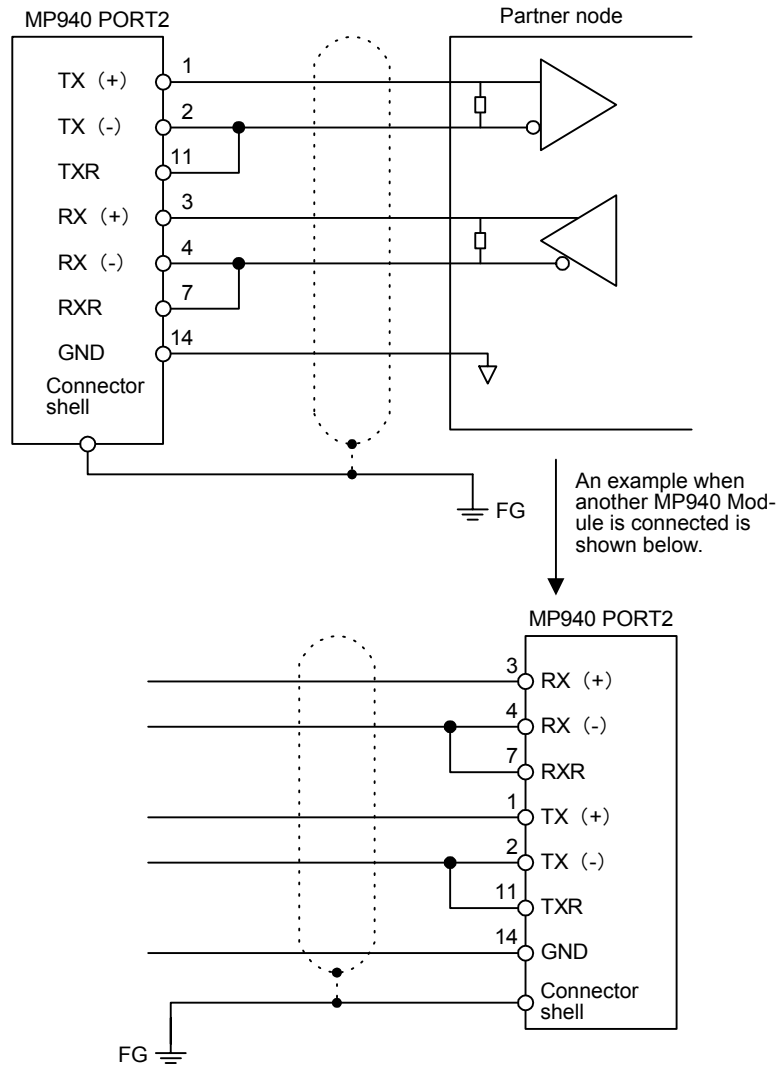 MP940 PORT2
Partner node
TX（+）
1
TX（-）
2
TXR
11
RX（+）
3
RX（-）
4
RXR
7
GND
14
Connector
shell
FG
An example when
another MP940 Mod-
ule is connected is
shown below.
MP940 PORT2
3
RX（+）
4
RX（-）
7
RXR
1
TX（+）
2
TX（-）
11
TXR
14
GND
Connector
shell
FG